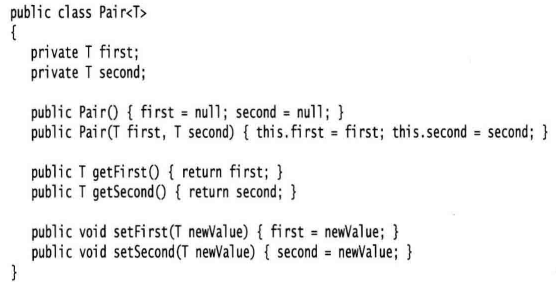 public class Pair<T>
{
private T first;
private T second;
public Pair() { first = null; second = null; }
public Pair(T first, T second) { this.first = first; this.second = second; }
public T getFirst() { return first; }
public T getSecond() { return second; }
public void setFirst(T newValue) { first = newValue; }
public void setSecond(T newValue) { second = newValue; }
}